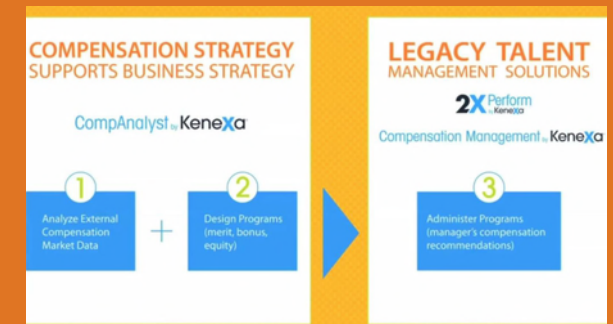 COMPENSATION STRATEGY
SUPPORTS BUSINESS STRATEGY
CompAnalyst by Kenexa
1
Analyze External
Compensation
Market Data
+
2
Design Programs
(merit, bonus,
equity)
LEGACY TALENT
MANAGEMENT SOLUTIONS
2X Perform
by Kenexa
Compensation Management by Kenexa
3
Administer Programs
(manager's compensation
recommendations)